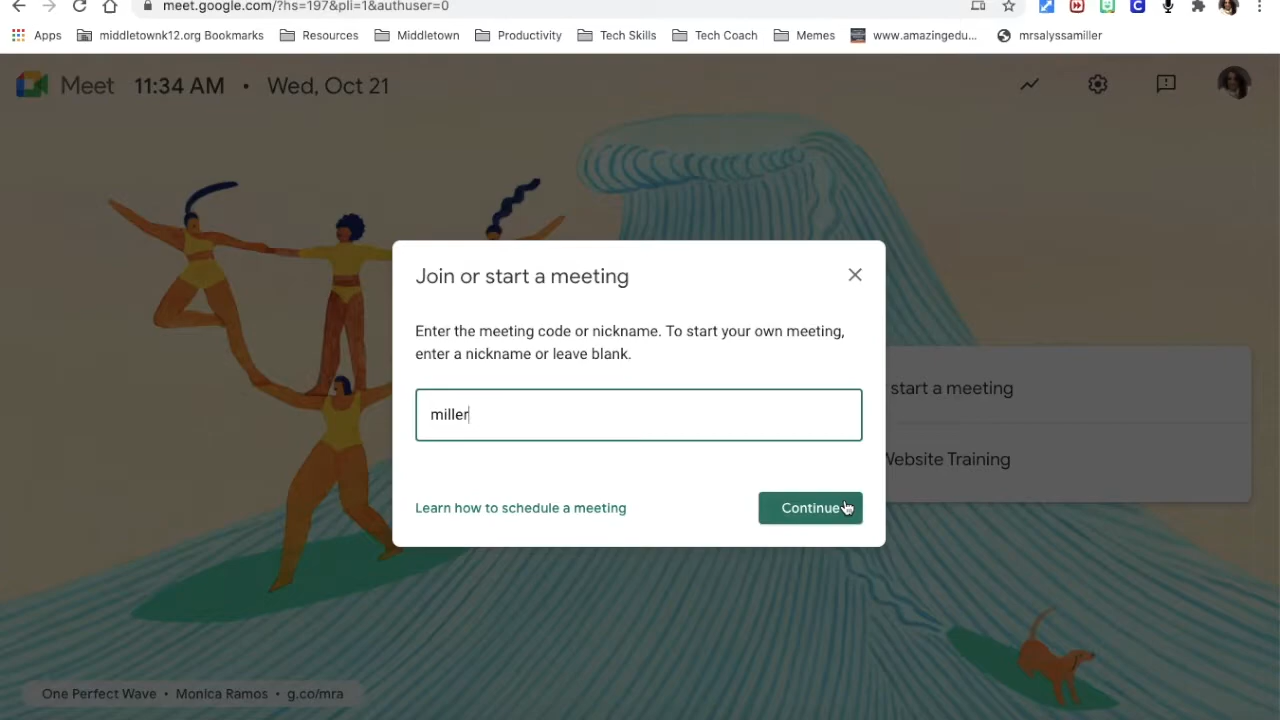 meet.google.com/?hs=197&pli=1&authuser=0
Apps middletownk12.org Bookmarks Resources Middletown Productivity Tech Skills Tech Coach Memes www.amazingedu... mrsalyssamiller
Meet 11:34 AM • Wed, Oct 21
Join or start a meeting
Enter the meeting code or nickname. To start your own meeting,
enter a nickname or leave blank.
start a meeting
miller
Website Training
Learn how to schedule a meeting
Continue
One Perfect Wave • Monica Ramos • g.co/mra